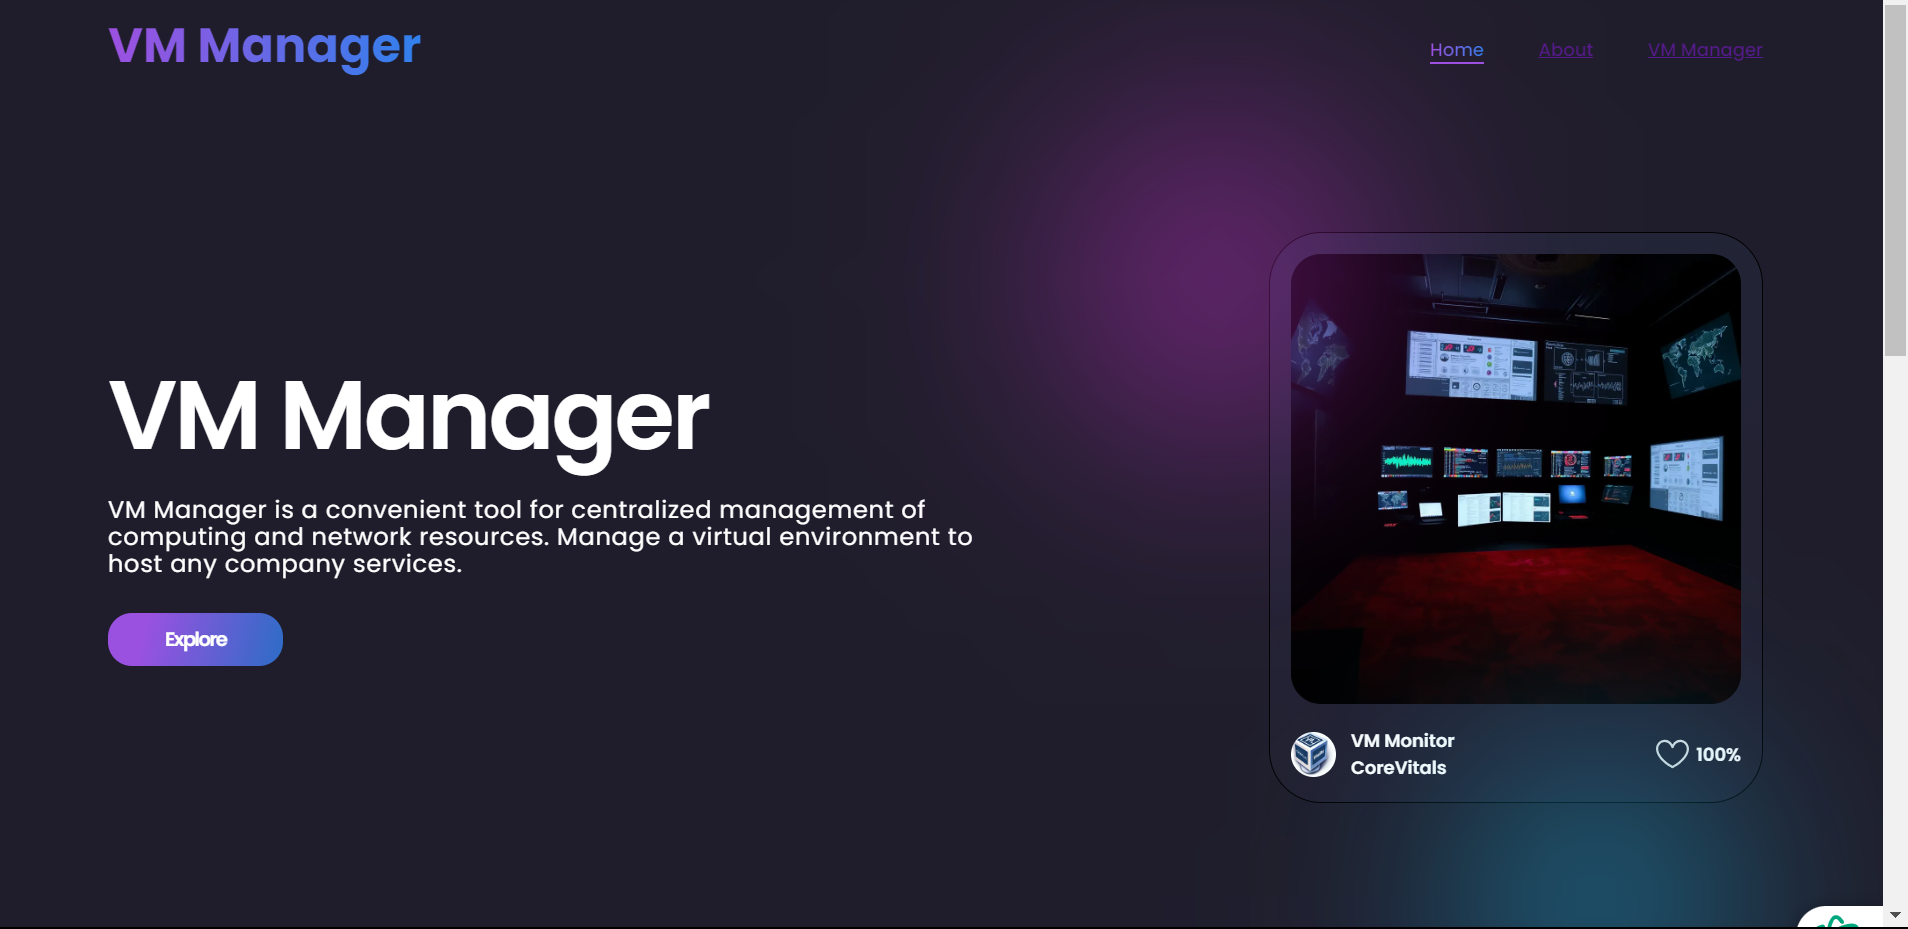 VM Manager
Home About VM Manager
VM Manager
VM Manager is a convenient tool for centralized management of
computing and network resources. Manage a virtual environment to
host any company services.
Explore
VM Monitor
CoreVitals
100%